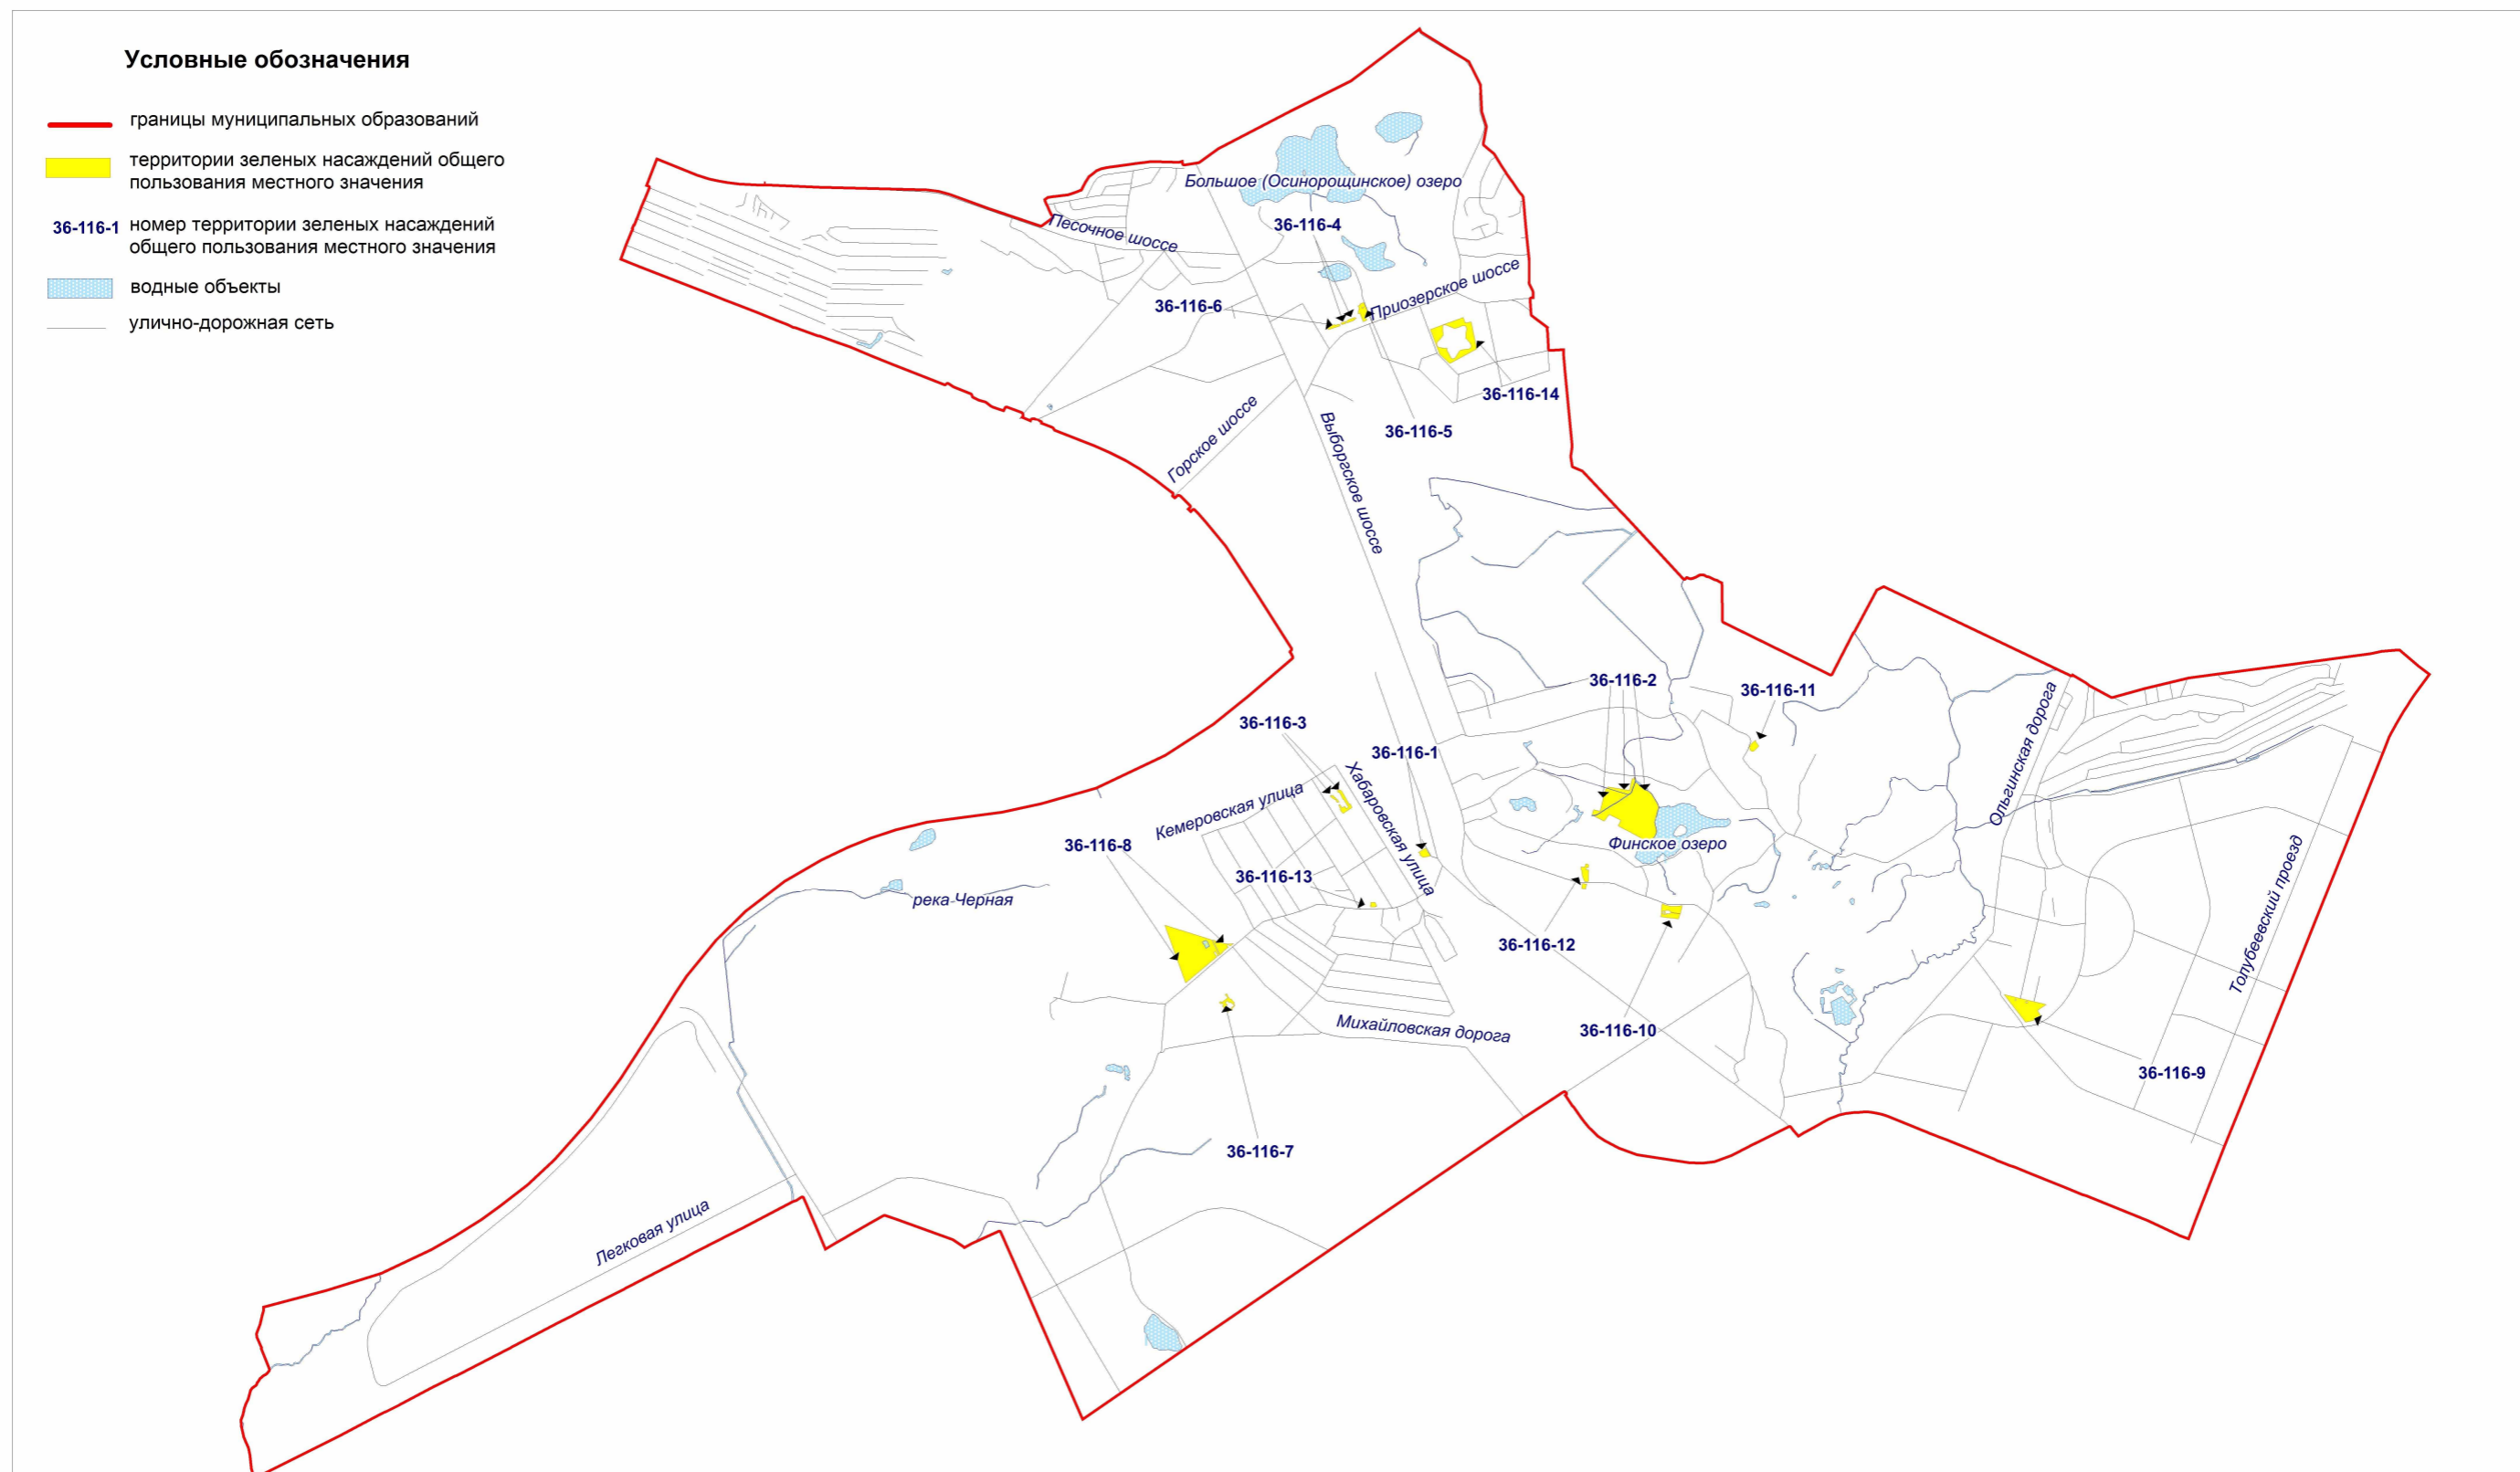 Условные обозначения
границы муниципальных образований
территории зеленых насаждений общего
пользования местного значения
36-116-1 номер территории зеленых насаждений
общего пользования местного значения
водные объекты
улично-дорожная сеть
Большое (Осинорощинское) озеро
36-116-4
Песочное шоссе
Приозерское шоссе
36-116-6
36-116-14
36-116-5
Горское шоссе
Выборгское шоссе
36-116-2
36-116-11
36-116-3
36-116-1
Ольгинская дорога
Кемеровская улица
Хабаровская улица
36-116-8
Финское озеро
36-116-13
река Черная
Толубеевский проезд
36-116-12
Михайловская дорога
36-116-10
36-116-9
36-116-7
Легковая улица